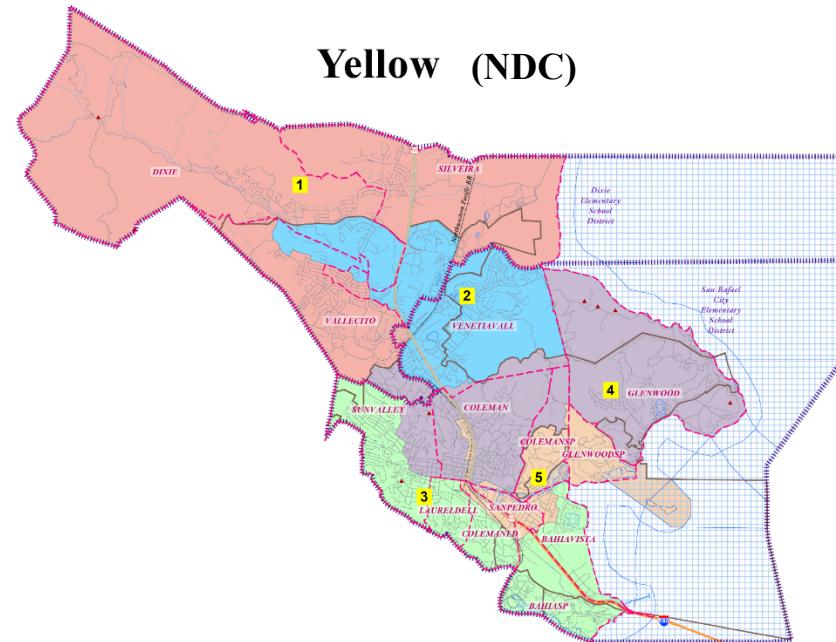 Yellow (NDC)
DIXIE
1
SILVEIRA
Northwestern Pacific RR
Dixie
Elementary
School
District
2
VALLECITO
VENETIAVALL
San Rafael
City
Elementary
School
District
4
GLENWOOD
SUNVALLEY
COLEMAN
COLEMANSP
GLENWOODSP
5
3
LAURELDELL
SANPEDRO
COLEMANLD
BAHIAVISTA
BAHIASP